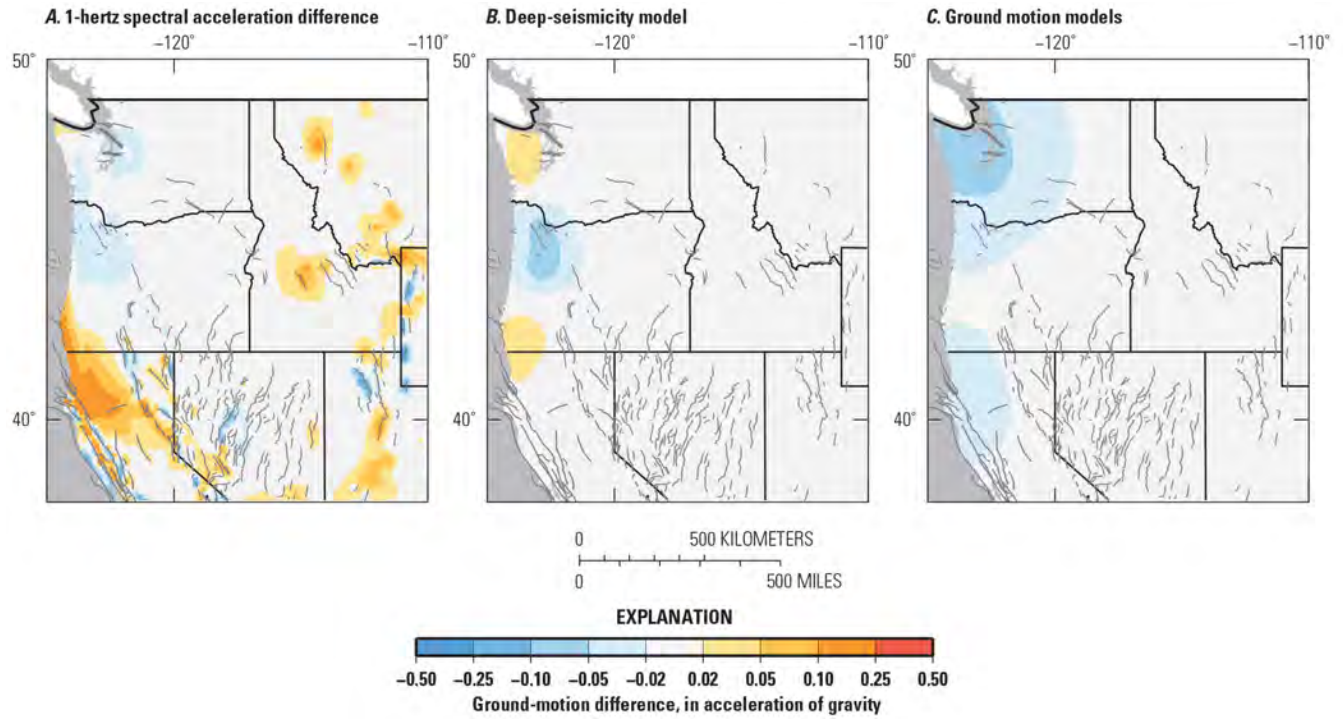 A. 1-hertz spectral acceleration difference
B. Deep-seismicity model
C. Ground motion models
−120° −110°
−120° −110°
−120° −110°
50°
40°
50°
40°
50°
40°
0 500 KILOMETERS
0 500 MILES
EXPLANATION
−0.50 −0.25 −0.10 −0.05 −0.02 0.02 0.05 0.10 0.25 0.50
Ground-motion difference, in acceleration of gravity